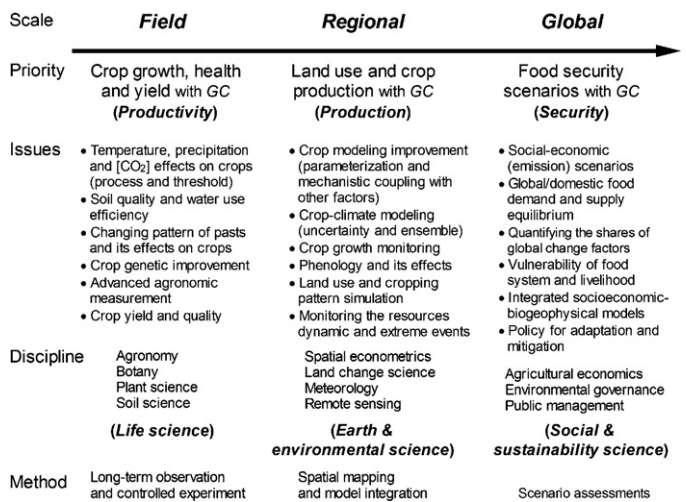 Scale Field Regional Global
Priority
Crop growth, health
and yield with GC
(Productivity)
Land use and crop
production with GC
(Production)
Food security
scenarios with GC
(Security)
Issues
• Temperature, precipitation
and [CO₂] effects on crops
(process and threshold)
• Soil quality and water use
efficiency
• Changing pattern of pasts
and its effects on crops
• Crop genetic improvement
• Advanced agronomic
measurement
• Crop yield and quality
• Crop modeling improvement
(parameterization and
mechanistic coupling with
other factors)
• Crop-climate modeling
(uncertainty and ensemble)
• Crop growth monitoring
• Phenology and its effects
• Land use and cropping
pattern simulation
• Monitoring the resources
dynamic and extreme events
• Social-economic
(emission) scenarios
• Global/domestic food
demand and supply
equilibrium
• Quantifying the shares of
global change factors
• Vulnerability of food
system and livelihood
• Integrated socioeconomic-
biogeophysical models
• Policy for adaptation and
mitigation
Discipline
Agronomy
Botany
Plant science
Soil science
(Life science)
Spatial econometrics
Land change science
Meteorology
Remote sensing
(Earth &
environmental science)
Agricultural economics
Environmental governance
Public management
(Social &
sustainability science)
Method
Long-term observation
and controlled experiment
Spatial mapping
and model integration
Scenario assessments